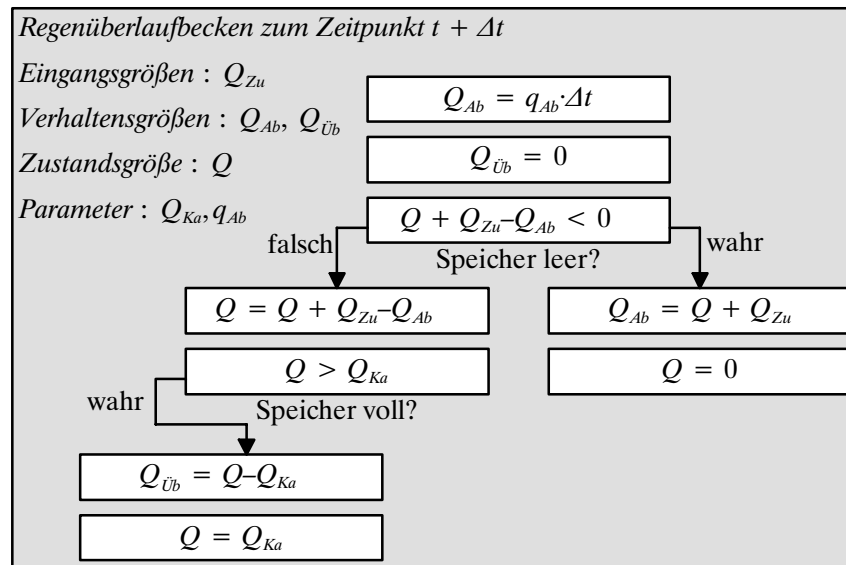 Regenüberlaufbecken zum Zeitpunkt t + Δt
Eingangsgrößen : Q_Zu
Verhaltensgrößen : Q_Ab, Q_Üb
Zustandsgröße : Q
Parameter : Q_Ka, q_Ab
Q_Ab = q_Ab·Δt
Q_Üb = 0
Q + Q_Zu–Q_Ab < 0
falsch
Speicher leer?
wahr
Q = Q + Q_Zu–Q_Ab
Q_Ab = Q + Q_Zu
Q > Q_Ka
Q = 0
wahr
Speicher voll?
Q_Üb = Q–Q_Ka
Q = Q_Ka